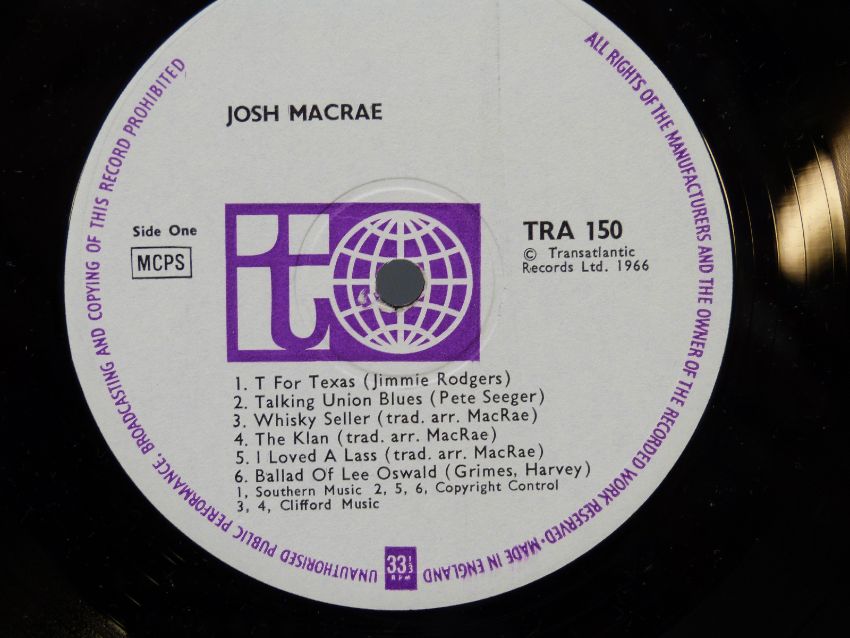 JOSH MACRAE
Side One
MCPS
TRA 150
© Transatlantic
Records Ltd. 1966
1. T For Texas (Jimmie Rodgers)
2. Talking Union Blues (Pete Seeger)
3. Whisky Seller (trad. arr. MacRae)
4. The Klan (trad. arr. MacRae)
5. I Loved A Lass (trad. arr. MacRae)
6. Ballad Of Lee Oswald (Grimes, Harvey)
1, Southern Music 2, 5, 6, Copyright Control
3, 4, Clifford Music
33 1/3
RPM
ALL RIGHTS OF THE MANUFACTURERS AND THE OWNER OF THE RECORDED WORK RESERVED · MADE IN ENGLAND
UNAUTHORISED PUBLIC PERFORMANCE, BROADCASTING AND COPYING OF THIS RECORD PROHIBITED